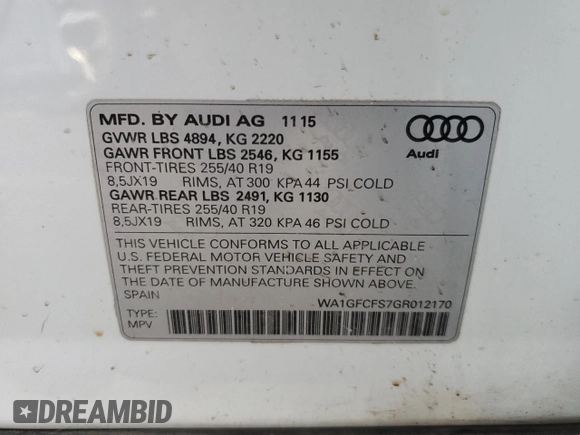 MFD. BY AUDI AG 11 15
GVWR LBS 4894, KG 2220
GAWR FRONT LBS 2546, KG 1155
FRONT-TIRES 255/40 R19
8,5JX19 RIMS, AT 300 KPA 44 PSI COLD
GAWR REAR LBS 2491, KG 1130
REAR-TIRES 255/40 R19
8,5JX19 RIMS, AT 320 KPA 46 PSI COLD
Audi
THIS VEHICLE CONFORMS TO ALL APPLICABLE
U.S. FEDERAL MOTOR VEHICLE SAFETY AND
THEFT PREVENTION STANDARDS IN EFFECT ON
THE DATE OF MANUFACTURE SHOWN ABOVE.
SPAIN WA1GFCFS7GR012170
TYPE:
MPV
DREAMBID